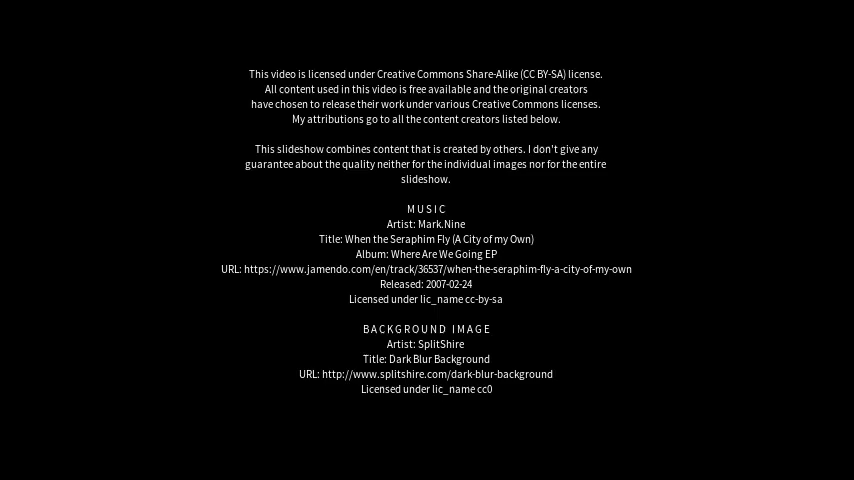 This video is licensed under Creative Commons Share-Alike (CC BY-SA) license.
All content used in this video is free available and the original creators
have chosen to release their work under various Creative Commons licenses.
My attributions go to all the content creators listed below.
This slideshow combines content that is created by others. I don't give any
guarantee about the quality neither for the individual images nor for the entire
slideshow.
MUSIC
Artist: Mark.Nine
Title: When the Seraphim Fly (A City of my Own)
Album: Where Are We Going EP
URL: https://www.jamendo.com/en/track/36537/when-the-seraphim-fly-a-city-of-my-own
Released: 2007-02-24
Licensed under lic_name cc-by-sa
BACKGROUND IMAGE
Artist: SplitShire
Title: Dark Blur Background
URL: http://www.splitshire.com/dark-blur-background
Licensed under lic_name cc0